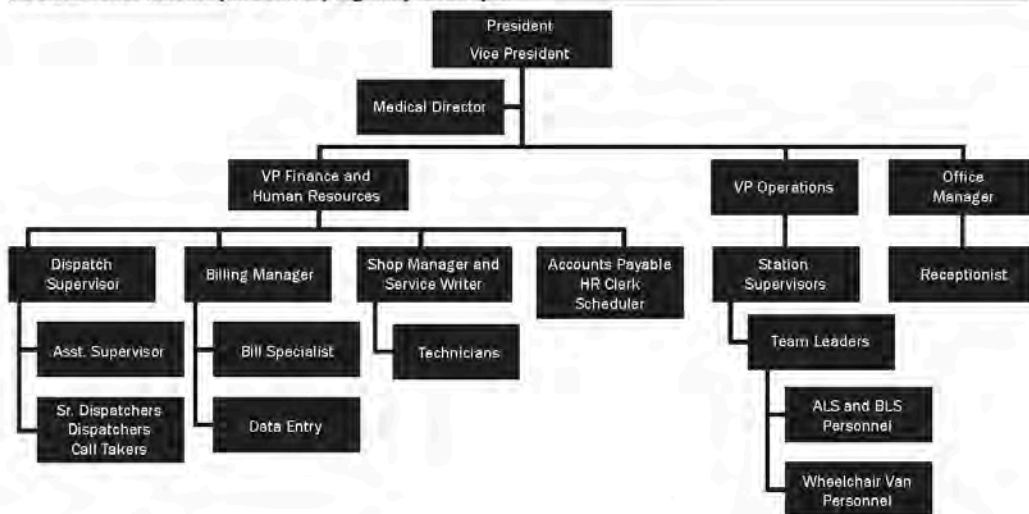 President
Vice President
Medical Director
VP Finance and
Human Resources
VP Operations
Office
Manager
Dispatch
Supervisor
Billing Manager
Shop Manager and
Service Writer
Accounts Payable
HR Clerk
Scheduler
Station
Supervisors
Receptionist
Asst. Supervisor
Bill Specialist
Technicians
Team Leaders
Sr. Dispatchers
Dispatchers
Call Takers
Data Entry
ALS and BLS
Personnel
Wheelchair Van
Personnel